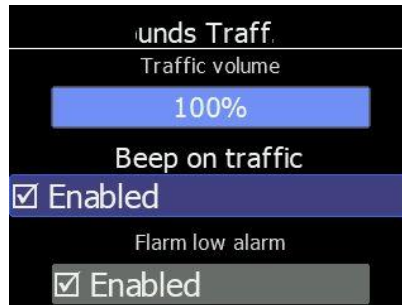 unds Traff
Traffic volume
100%
Beep on traffic
☑ Enabled
Flarm low alarm
☑ Enabled